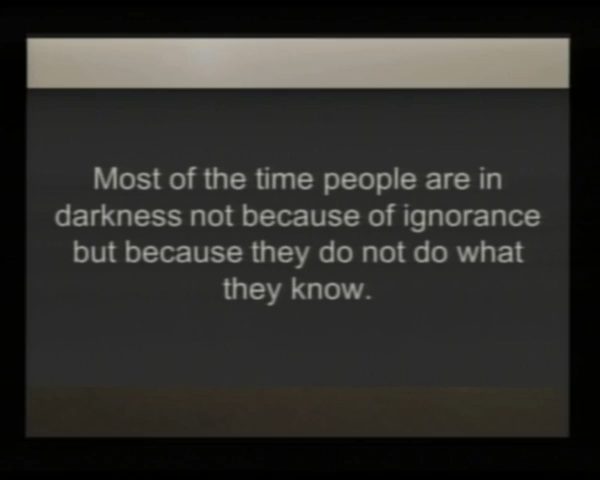 Most of the time people are in
darkness not because of ignorance
but because they do not do what
they know.